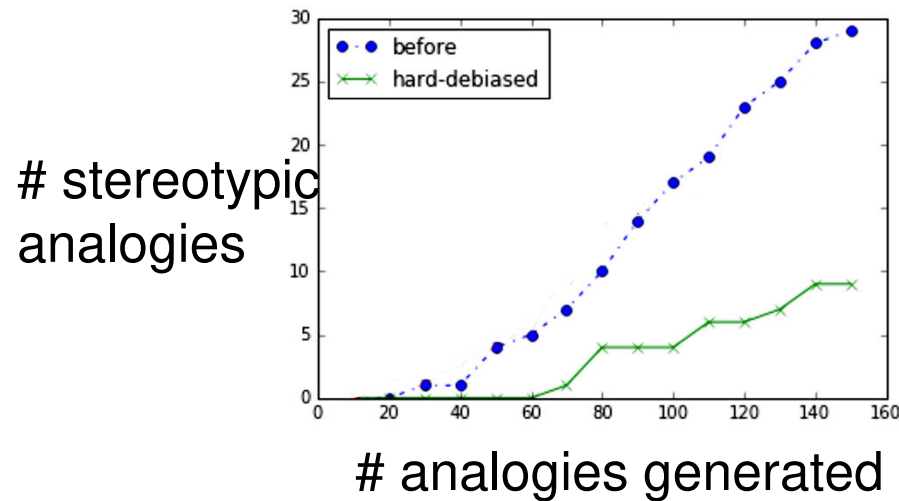 30
before
hard-debiased
25
20
# stereotypic
15
analogies
10
5
0
0 20 40 60 80 100 120 140 160
# analogies generated